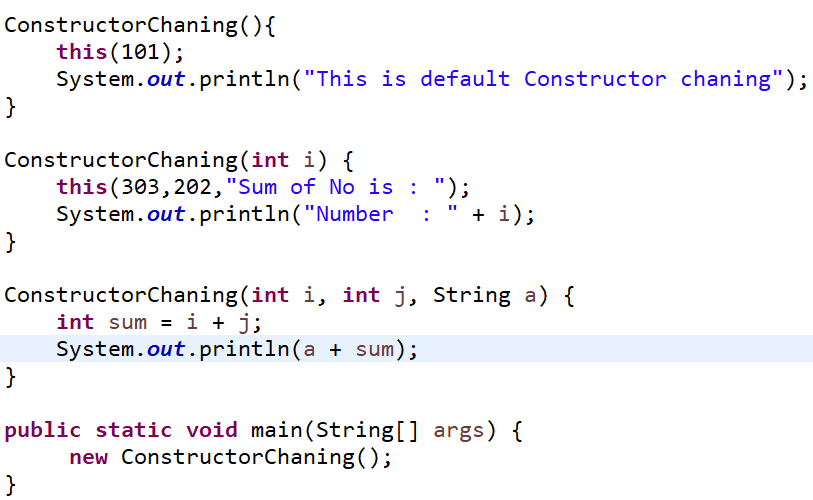 ConstructorChaning(){
    this(101);
    System.out.println("This is default Constructor chaning");
}

ConstructorChaning(int i) {
    this(303,202,"Sum of No is : ");
    System.out.println("Number  : " + i);
}

ConstructorChaning(int i, int j, String a) {
    int sum = i + j;
    System.out.println(a + sum);
}

public static void main(String[] args) {
     new ConstructorChaning();
}